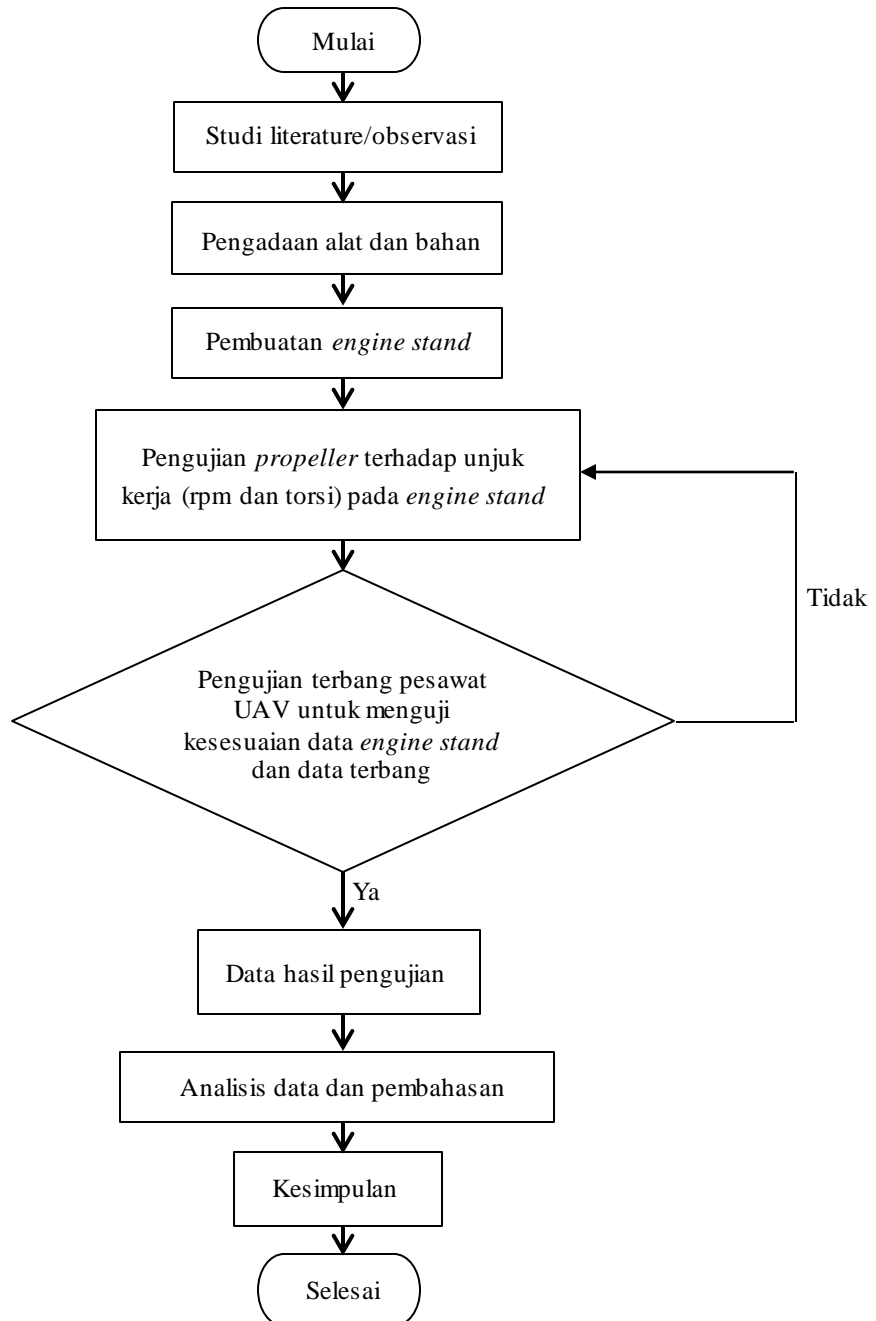 Mulai
Studi literature/observasi
Pengadaan alat dan bahan
Pembuatan engine stand
Pengujian propeller terhadap unjuk
kerja (rpm dan torsi) pada engine stand
Tidak
Pengujian terbang pesawat
UAV untuk menguji
kesesuaian data engine stand
dan data terbang
Ya
Data hasil pengujian
Analisis data dan pembahasan
Kesimpulan
Selesai